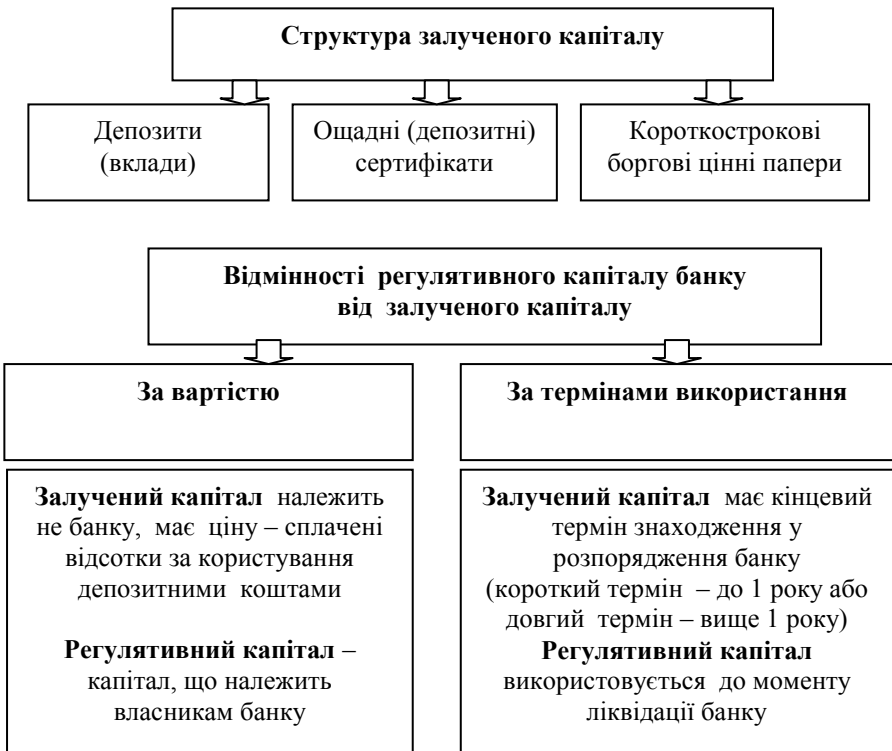 Структура залученого капіталу
Депозити
(вклади)
Ощадні (депозитні)
сертифікати
Короткострокові
боргові цінні папери
Відмінності регулятивного капіталу банку
від залученого капіталу
За вартістю
Залучений капітал належить
не банку, має ціну – сплачені
відсотки за користування
депозитними коштами
Регулятивний капітал –
капітал, що належить
власникам банку
За термінами використання
Залучений капітал має кінцевий
термін знаходження у
розпорядження банку
(короткий термін – до 1 року або
довгий термін – вище 1 року)
Регулятивний капітал
використовується до моменту
ліквідації банку